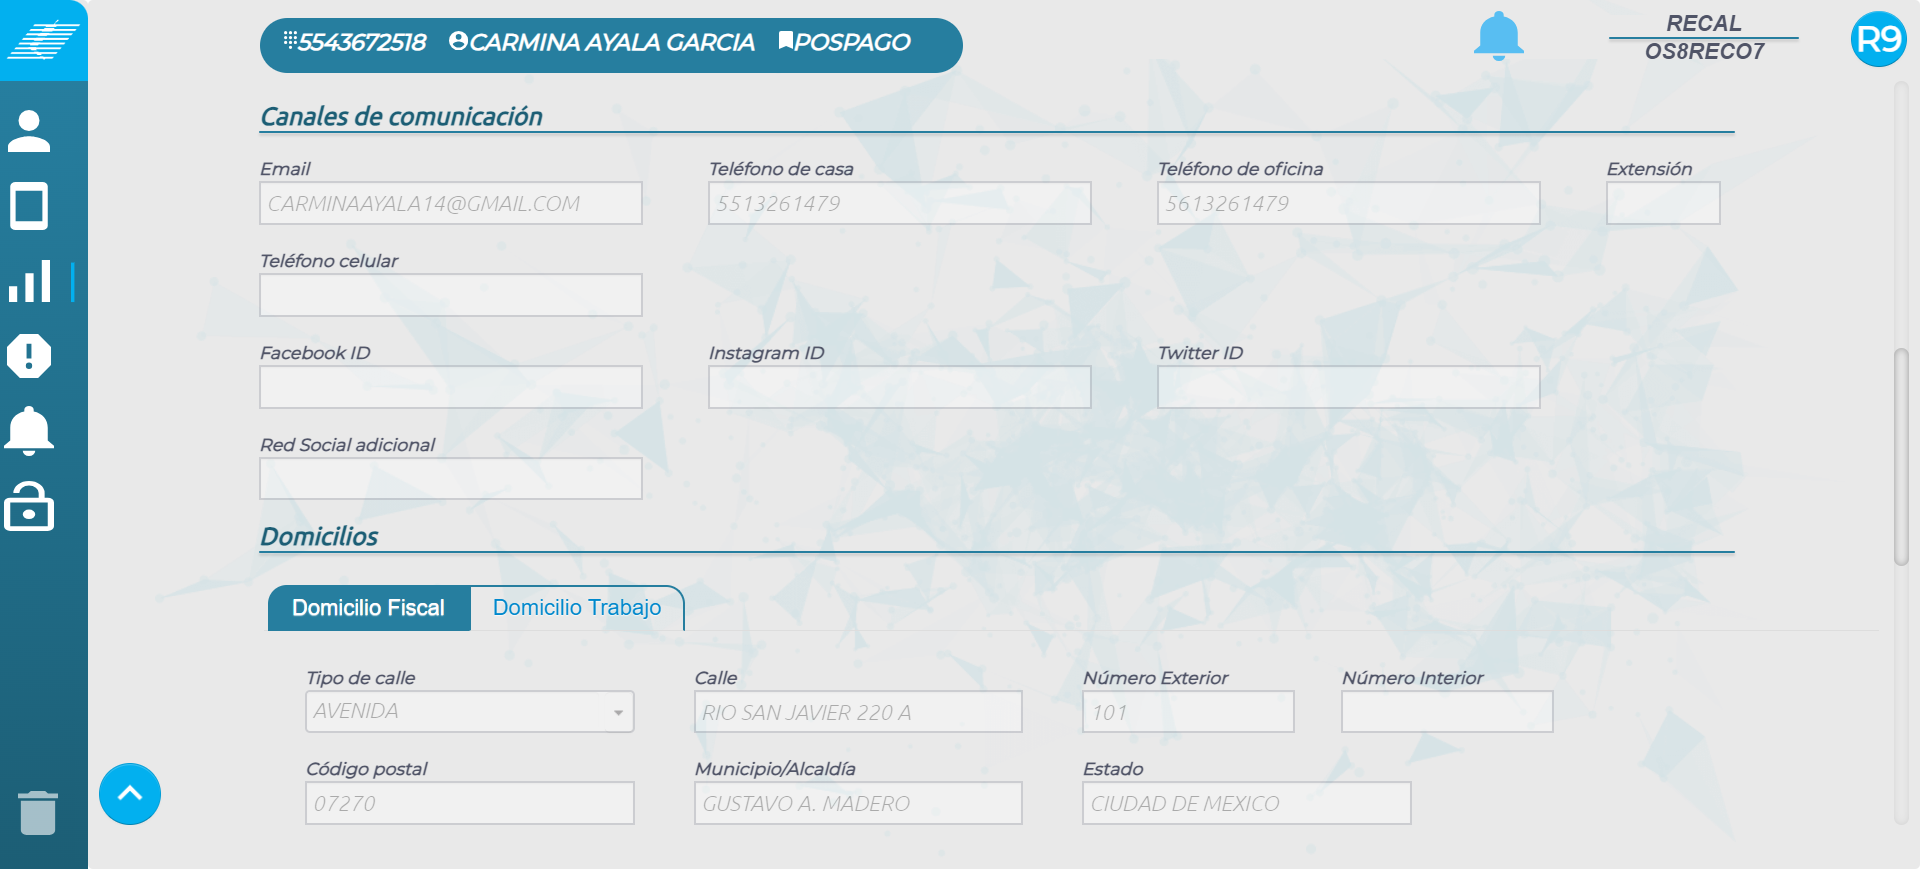 5543672518 CARMINA AYALA GARCIA POSPAGO
RECAL
OS8RECO7
R9
Canales de comunicación
Email Teléfono de casa Teléfono de oficina Extensión
CARMINAAYALA14@GMAIL.COM 5513261479 5613261479
Teléfono celular
Facebook ID Instagram ID Twitter ID
Red Social adicional
Domicilios
Domicilio Fiscal Domicilio Trabajo
Tipo de calle Calle Número Exterior Número Interior
AVENIDA RIO SAN JAVIER 220 A 101
Código postal Municipio/Alcaldía Estado
07270 GUSTAVO A. MADERO CIUDAD DE MEXICO